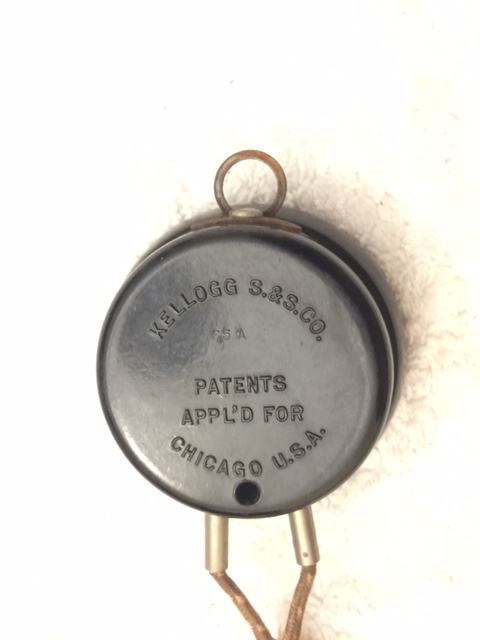 KELLOGG S.&S.CO.
PATENTS
APPL'D FOR
CHICAGO U.S.A.